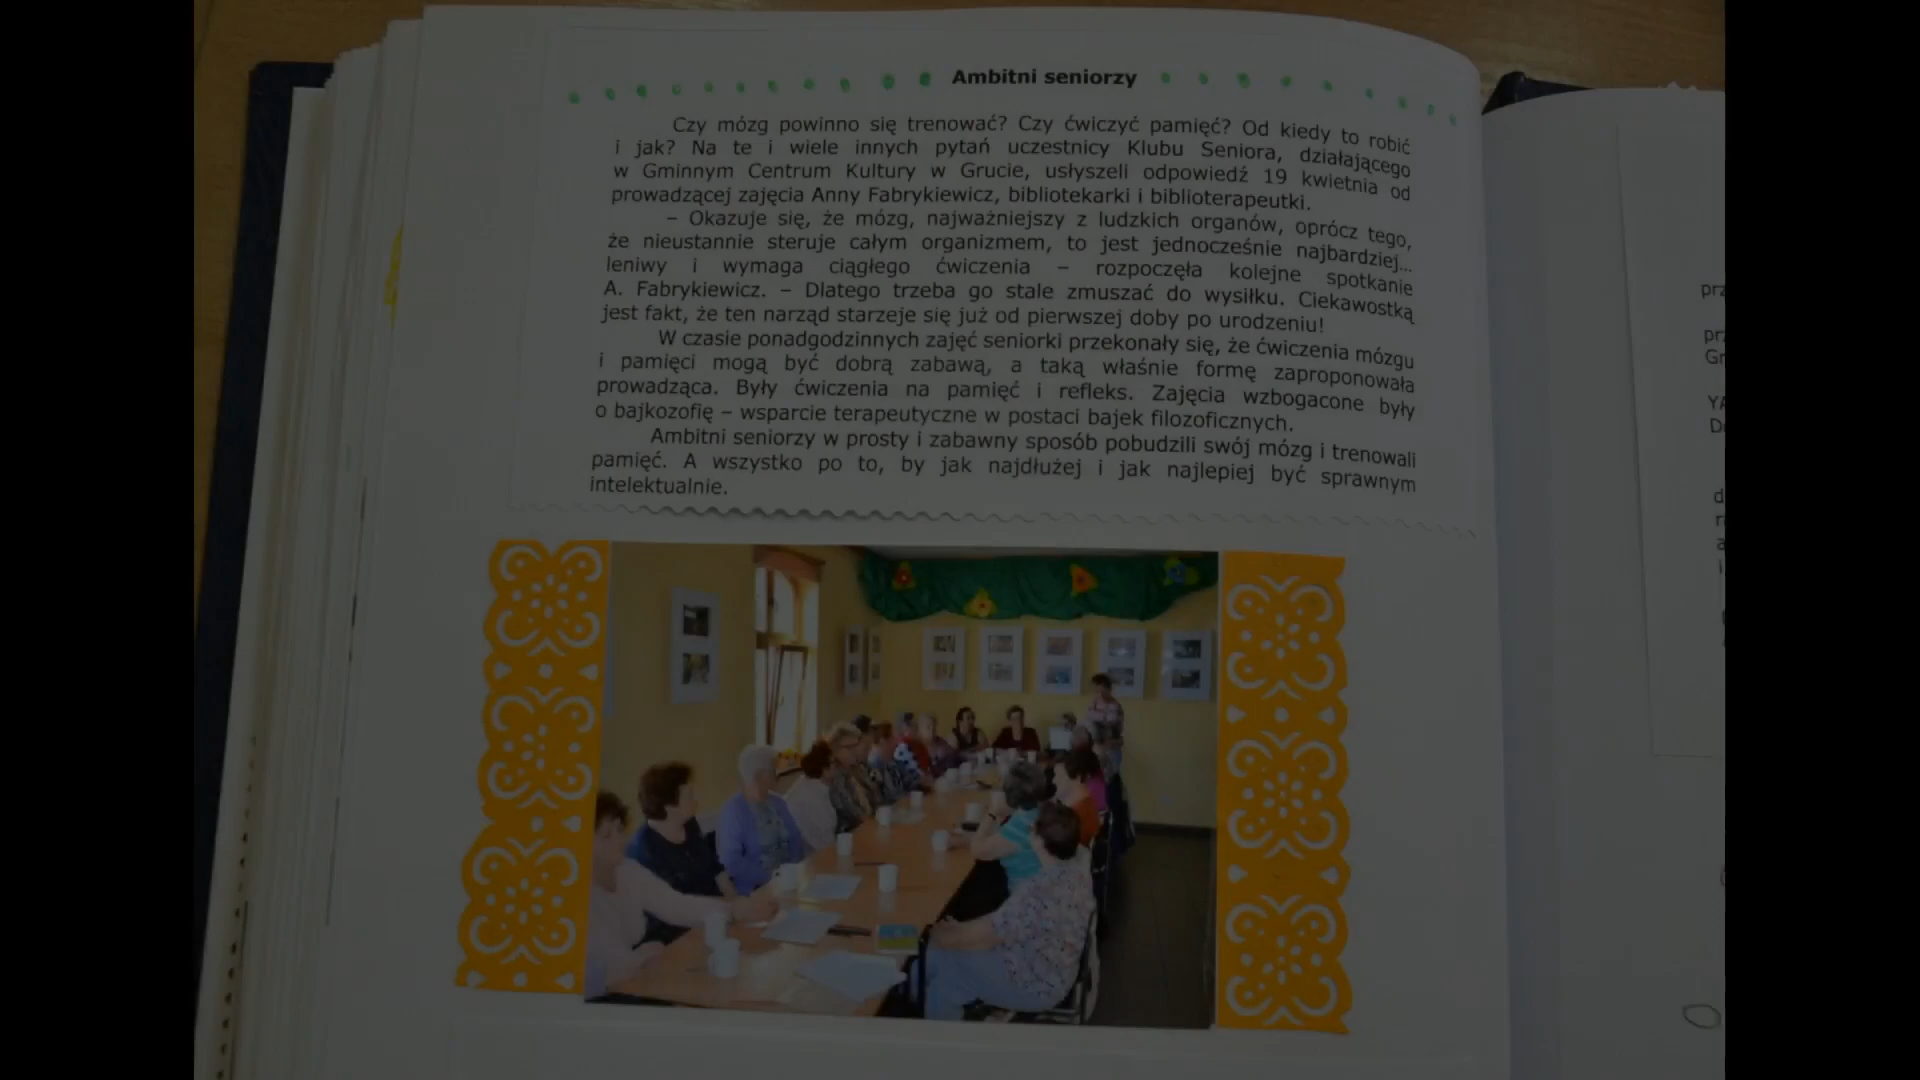 Ambitni seniorzy
Czy mózg powinno się trenować? Czy ćwiczyć pamięć? Od kiedy to robić
i jak? Na te i wiele innych pytań uczestnicy Klubu Seniora, działającego
w Gminnym Centrum Kultury w Grucie, usłyszeli odpowiedź 19 kwietnia od
prowadzącej zajęcia Anny Fabrykiewicz, bibliotekarki i biblioterapeutki.
– Okazuje się, że mózg, najważniejszy z ludzkich organów, oprócz tego,
że nieustannie steruje całym organizmem, to jest jednocześnie najbardziej...
leniwy i wymaga ciągłego ćwiczenia – rozpoczęła kolejne spotkanie
A. Fabrykiewicz. – Dlatego trzeba go stale zmuszać do wysiłku. Ciekawostką
jest fakt, że ten narząd starzeje się już od pierwszej doby po urodzeniu!
W czasie ponadgodzinnych zajęć seniorki przekonały się, że ćwiczenia mózgu
i pamięci mogą być dobrą zabawą, a taką właśnie formę zaproponowała
prowadząca. Były ćwiczenia na pamięć i refleks. Zajęcia wzbogacone były
o bajkozofię – wsparcie terapeutyczne w postaci bajek filozoficznych.
Ambitni seniorzy w prosty i zabawny sposób pobudzili swój mózg i trenowali
pamięć. A wszystko po to, by jak najdłużej i jak najlepiej być sprawnym
intelektualnie.